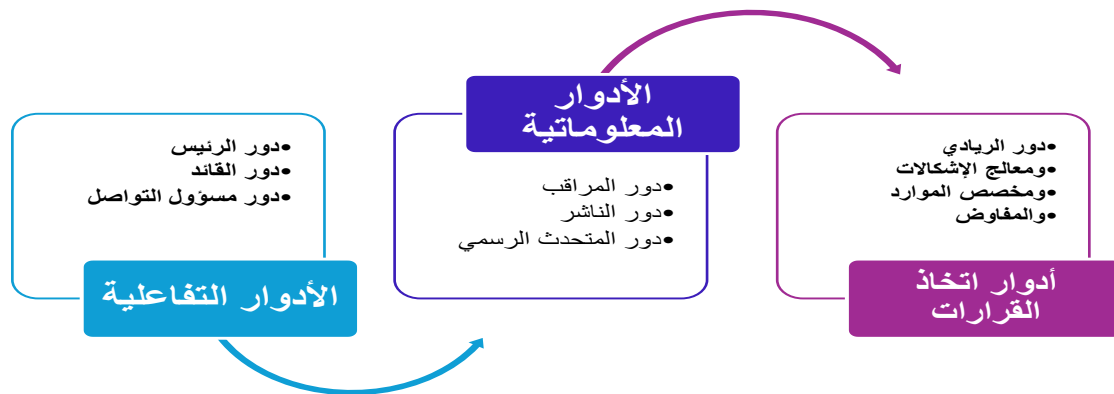 •دور الرئيس
•دور القائد
•دور مسؤول التواصل
الأدوار التفاعلية
الأدوار
المعلوماتية
•دور المراقب
•دور الناشر
•دور المتحدث الرسمي
•دور الريادي
•ومعالج الإشكالات
•ومخصص الموارد
•والمفاوض
أدوار اتخاذ
القرارات